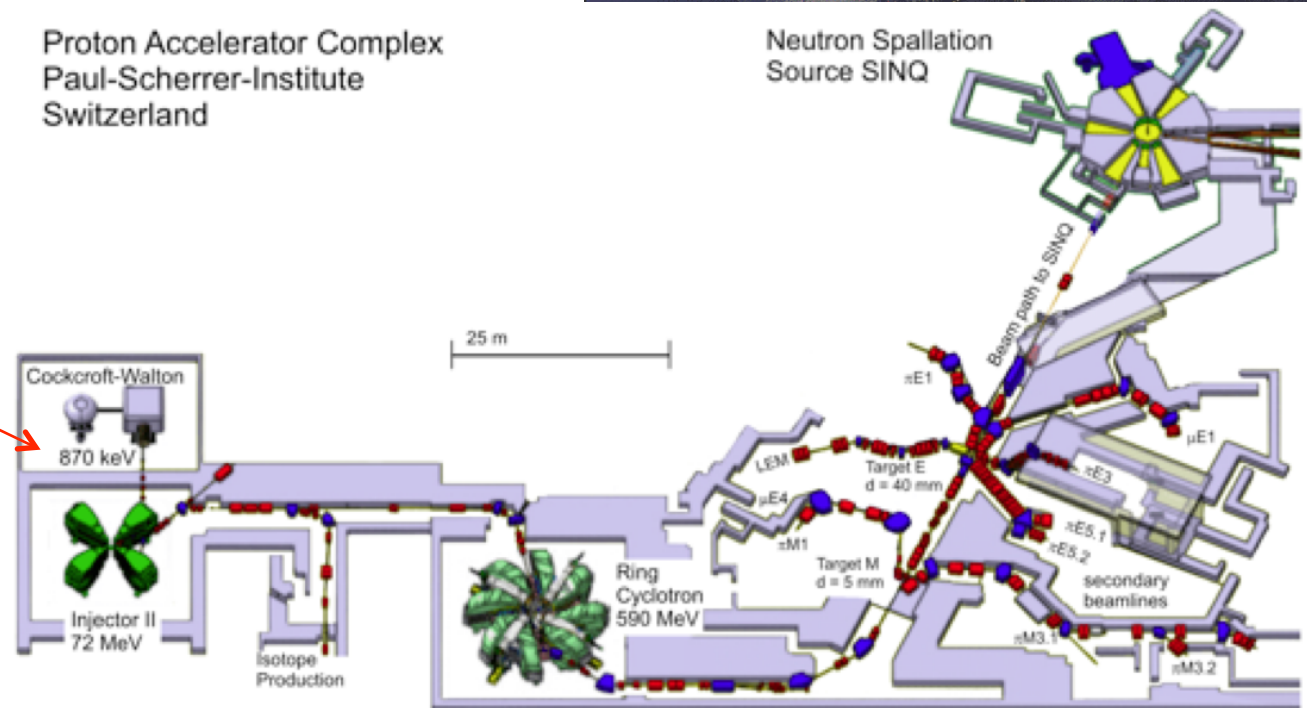 Proton Accelerator Complex
Paul-Scherrer-Institute
Switzerland
Neutron Spallation
Source SINQ
Beam path to SINQ
25 m
Cockcroft-Walton
870 keV
Injector II
72 MeV
Isotope
Production
Ring
Cyclotron
590 MeV
πE1
μE1
LEM
Target E
d = 40 mm
πE3
μE4
πM1
πE5.1
πE5.2
Target M
d = 5 mm
secondary
beamlines
πM3.1
πM3.2